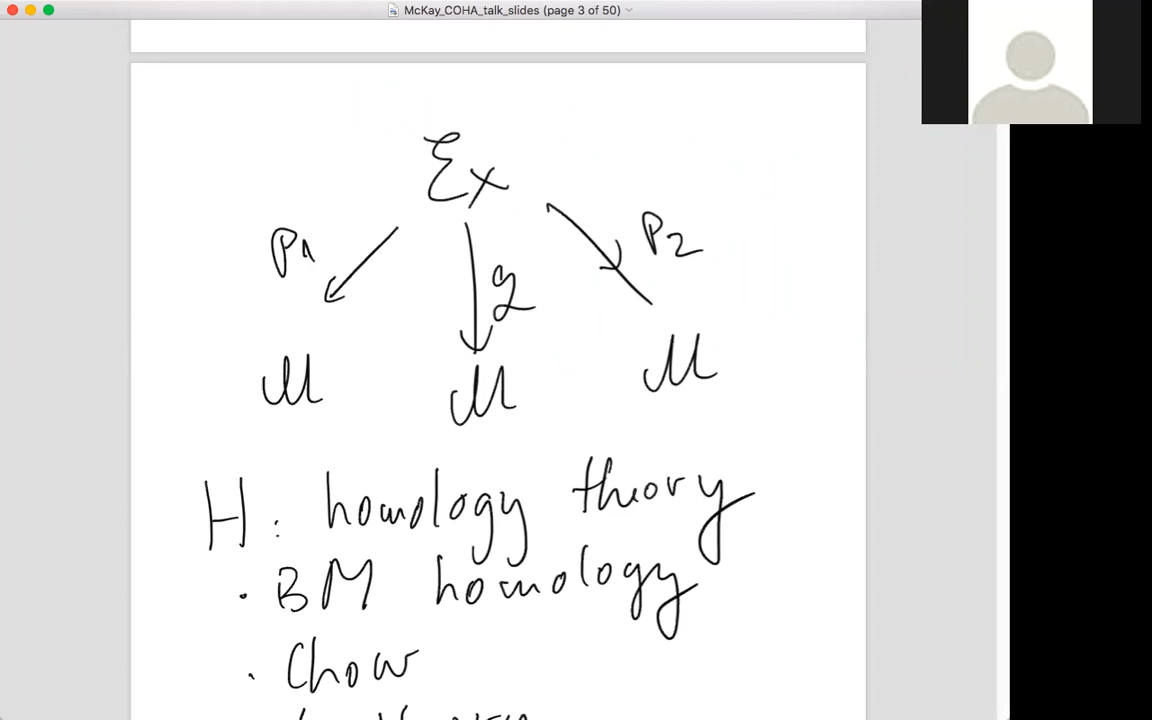 McKay_COHA_talk_slides (page 3 of 50)
Ex
p1 q p2
M M M
H: homology theory
· BM homology
· Chow